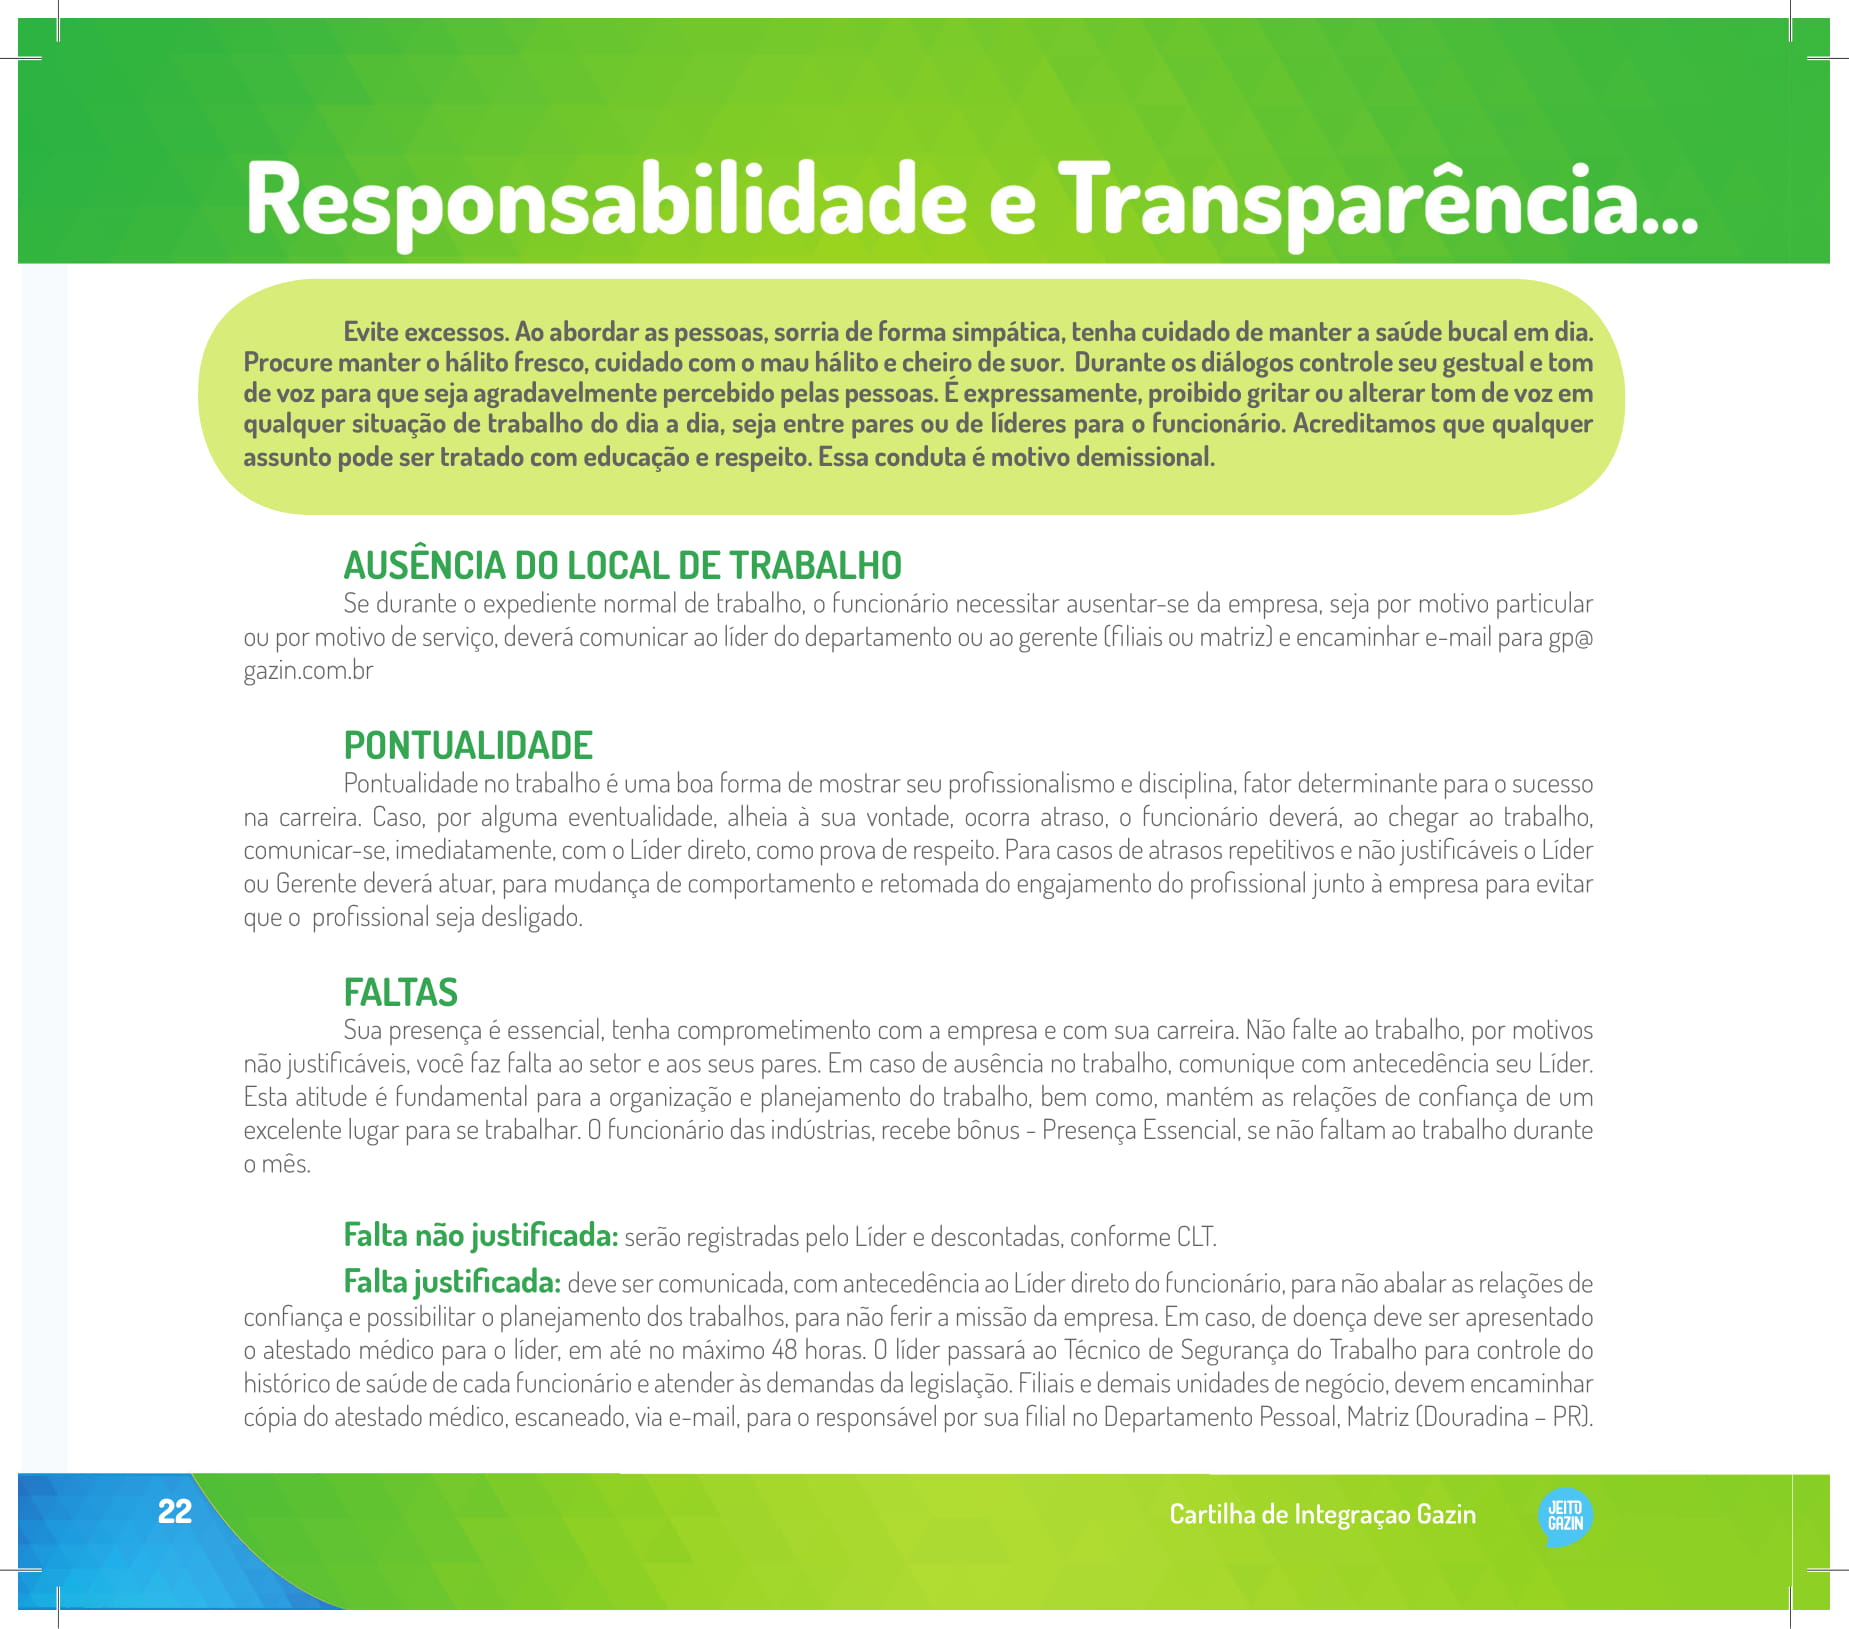 Responsabilidade e Transparência...
Evite excessos. Ao abordar as pessoas, sorria de forma simpática, tenha cuidado de manter a saúde bucal em dia.
Procure manter o hálito fresco, cuidado com o mau hálito e cheiro de suor. Durante os diálogos controle seu gestual e tom
de voz para que seja agradavelmente percebido pelas pessoas. É expressamente, proibido gritar ou alterar tom de voz em
qualquer situação de trabalho do dia a dia, seja entre pares ou de líderes para o funcionário. Acreditamos que qualquer
assunto pode ser tratado com educação e respeito. Essa conduta é motivo demissional.
AUSÊNCIA DO LOCAL DE TRABALHO
Se durante o expediente normal de trabalho, o funcionário necessitar ausentar-se da empresa, seja por motivo particular
ou por motivo de serviço, deverá comunicar ao líder do departamento ou ao gerente (filiais ou matriz) e encaminhar e-mail para gp@
gazin.com.br
PONTUALIDADE
Pontualidade no trabalho é uma boa forma de mostrar seu profissionalismo e disciplina, fator determinante para o sucesso
na carreira. Caso, por alguma eventualidade, alheia à sua vontade, ocorra atraso, o funcionário deverá, ao chegar ao trabalho,
comunicar-se, imediatamente, com o Líder direto, como prova de respeito. Para casos de atrasos repetitivos e não justificáveis o Líder
ou Gerente deverá atuar, para mudança de comportamento e retomada do engajamento do profissional junto à empresa para evitar
que o profissional seja desligado.
FALTAS
Sua presença é essencial, tenha comprometimento com a empresa e com sua carreira. Não falte ao trabalho, por motivos
não justificáveis, você faz falta ao setor e aos seus pares. Em caso de ausência no trabalho, comunique com antecedência seu Líder.
Esta atitude é fundamental para a organização e planejamento do trabalho, bem como, mantém as relações de confiança de um
excelente lugar para se trabalhar. O funcionário das indústrias, recebe bônus - Presença Essencial, se não faltam ao trabalho durante
o mês.
Falta não justificada: serão registradas pelo Líder e descontadas, conforme CLT.
Falta justificada: deve ser comunicada, com antecedência ao Líder direto do funcionário, para não abalar as relações de
confiança e possibilitar o planejamento dos trabalhos, para não ferir a missão da empresa. Em caso, de doença deve ser apresentado
o atestado médico para o líder, em até no máximo 48 horas. O líder passará ao Técnico de Segurança do Trabalho para controle do
histórico de saúde de cada funcionário e atender às demandas da legislação. Filiais e demais unidades de negócio, devem encaminhar
cópia do atestado médico, escaneado, via e-mail, para o responsável por sua filial no Departamento Pessoal, Matriz (Douradina – PR).
22
Cartilha de Integraçao Gazin
JEITO
GAZIN